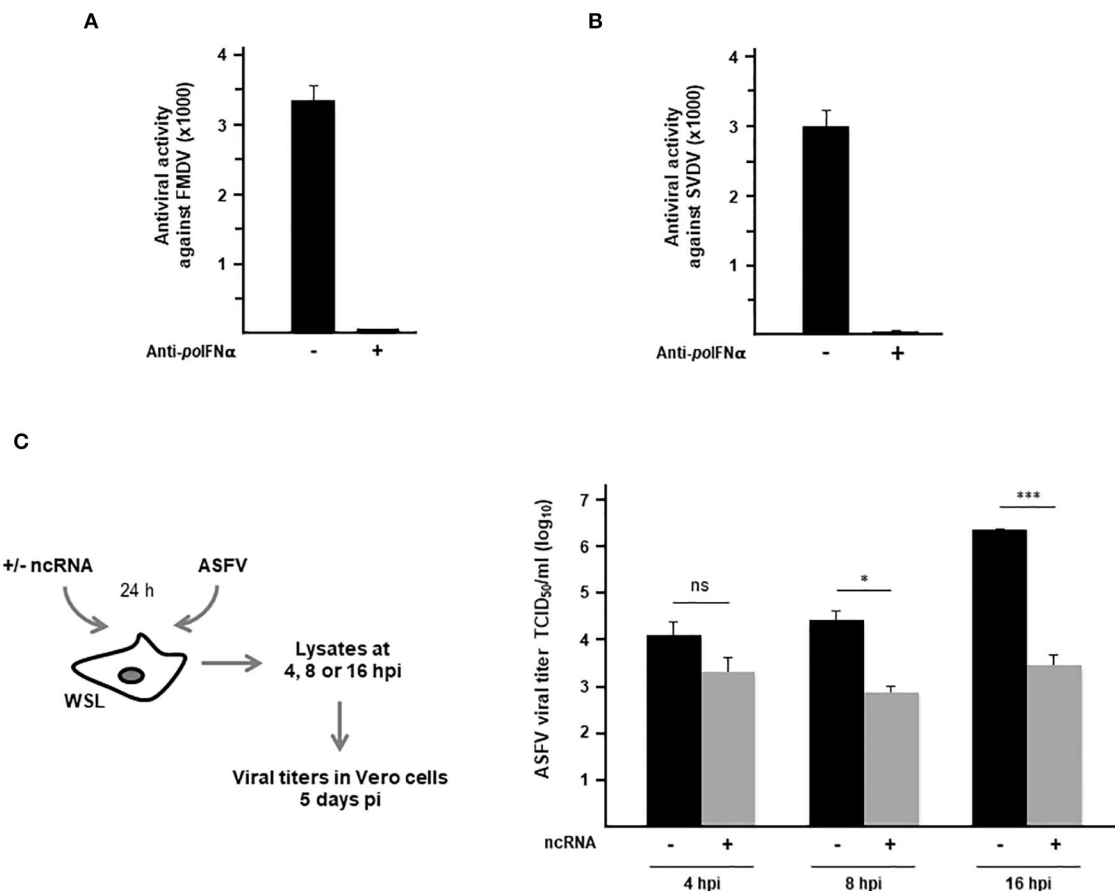 A
Antiviral activity
against FMDV (x1000)
4
3
2
1
Anti-poIFNα
-
+
B
Antiviral activity
against SVDV (x1000)
4
3
2
1
Anti-poIFNα
-
+
C
+/- ncRNA
24 h
ASFV
WSL
Lysates at
4, 8 or 16 hpi
Viral titers in Vero cells
5 days pi
ASFV viral titer TCID50/ml (log10)
7
6
5
4
3
2
1
ns
*
***
ncRNA
- + - + - +
4 hpi 8 hpi 16 hpi